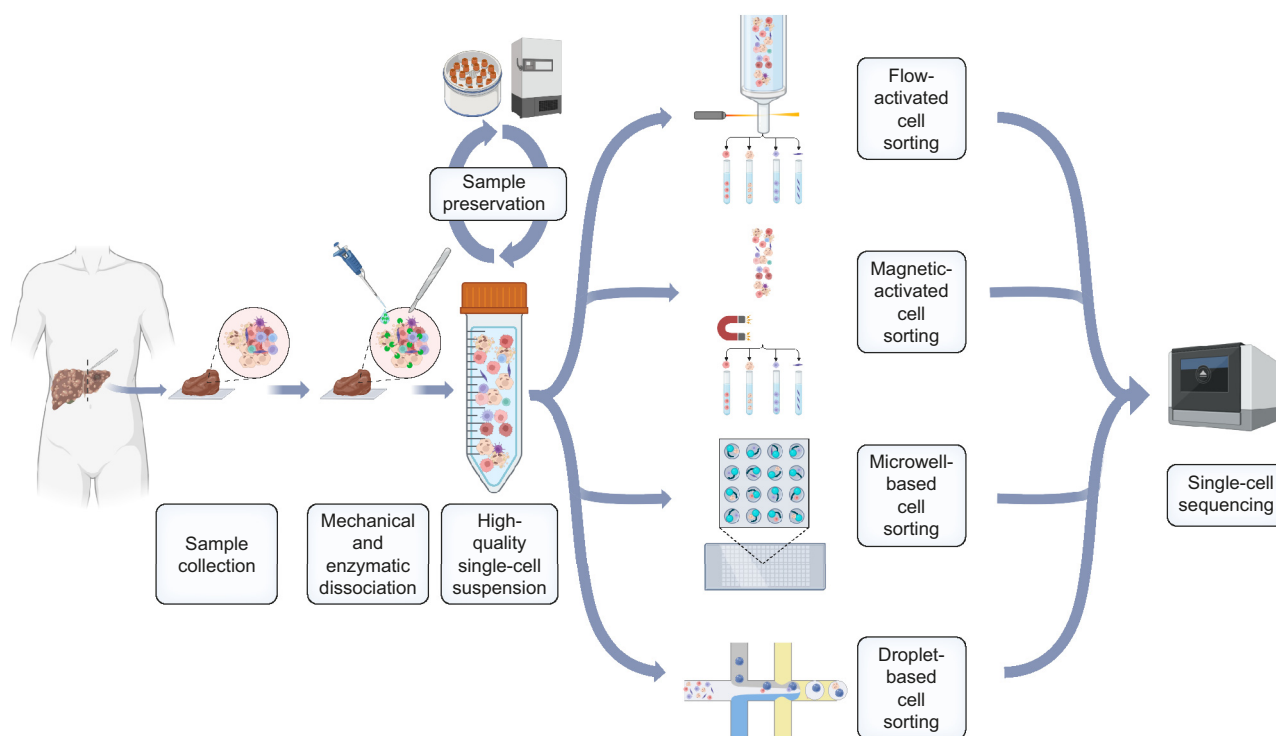 Sample
preservation
Sample
collection
Mechanical
and
enzymatic
dissociation
High-
quality
single-cell
suspension
Flow-
activated
cell
sorting
Magnetic-
activated
cell
sorting
Microwell-
based
cell
sorting
Droplet-
based
cell
sorting
Single-cell
sequencing